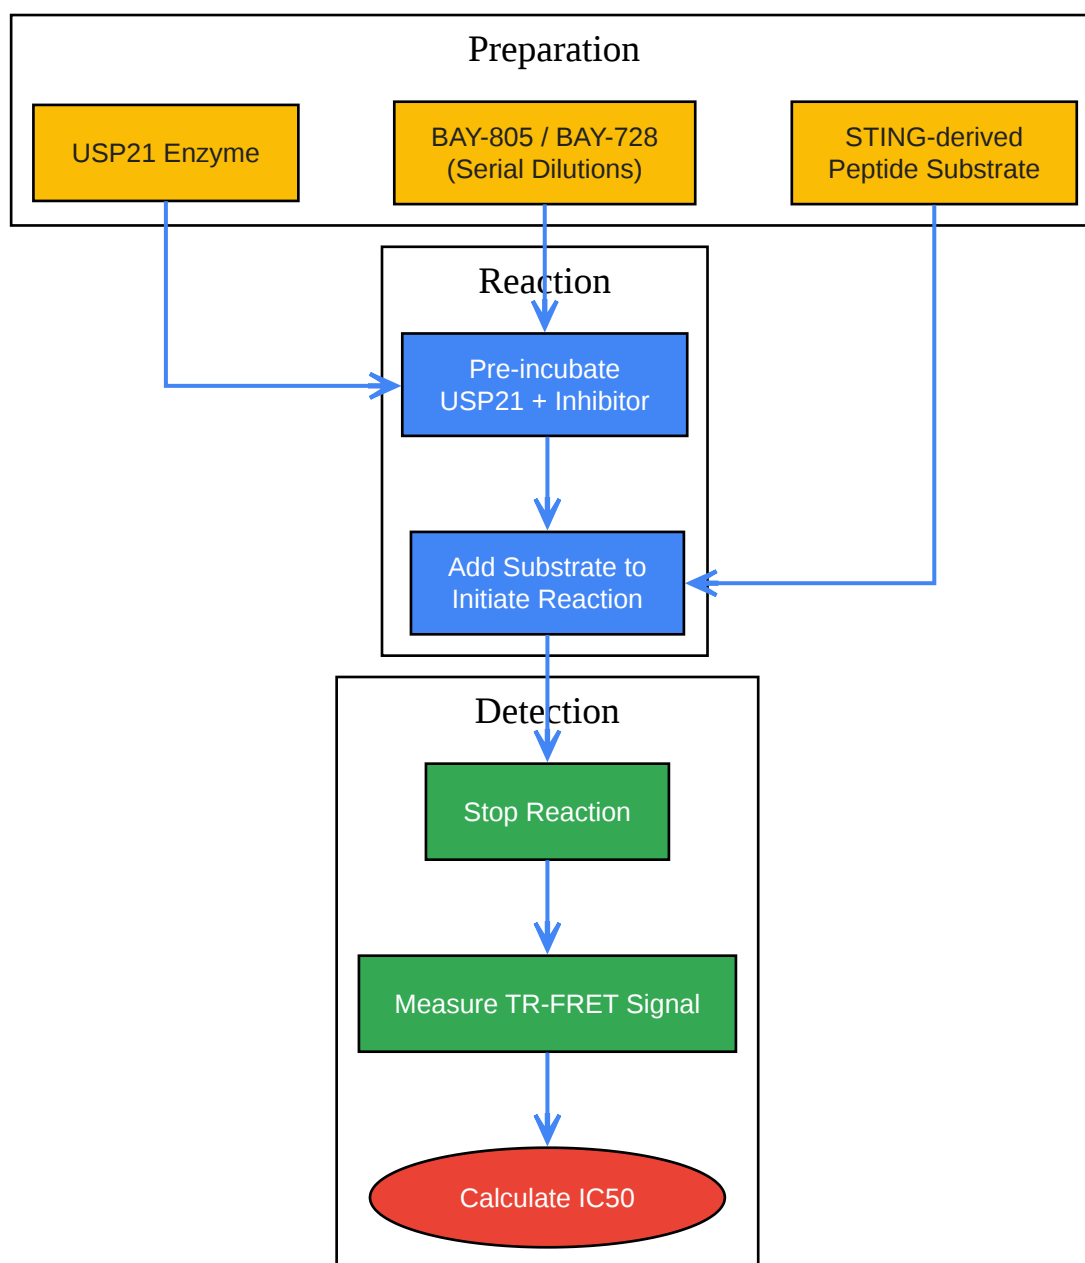 Preparation
USP21 Enzyme
BAY-805 / BAY-728
(Serial Dilutions)
STING-derived
Peptide Substrate
Reaction
Pre-incubate
USP21 + Inhibitor
Add Substrate to
Initiate Reaction
Detection
Stop Reaction
Measure TR-FRET Signal
Calculate IC50